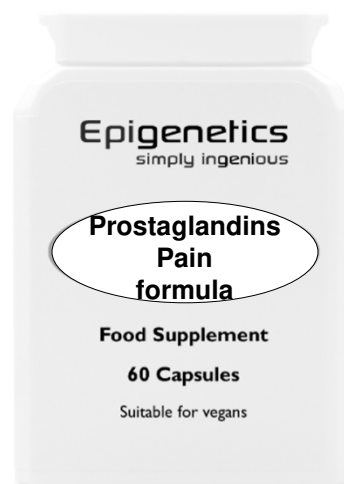 Epigenetics
simply ingenious
Prostaglandins
Pain
formula
Food Supplement
60 Capsules
Suitable for vegans